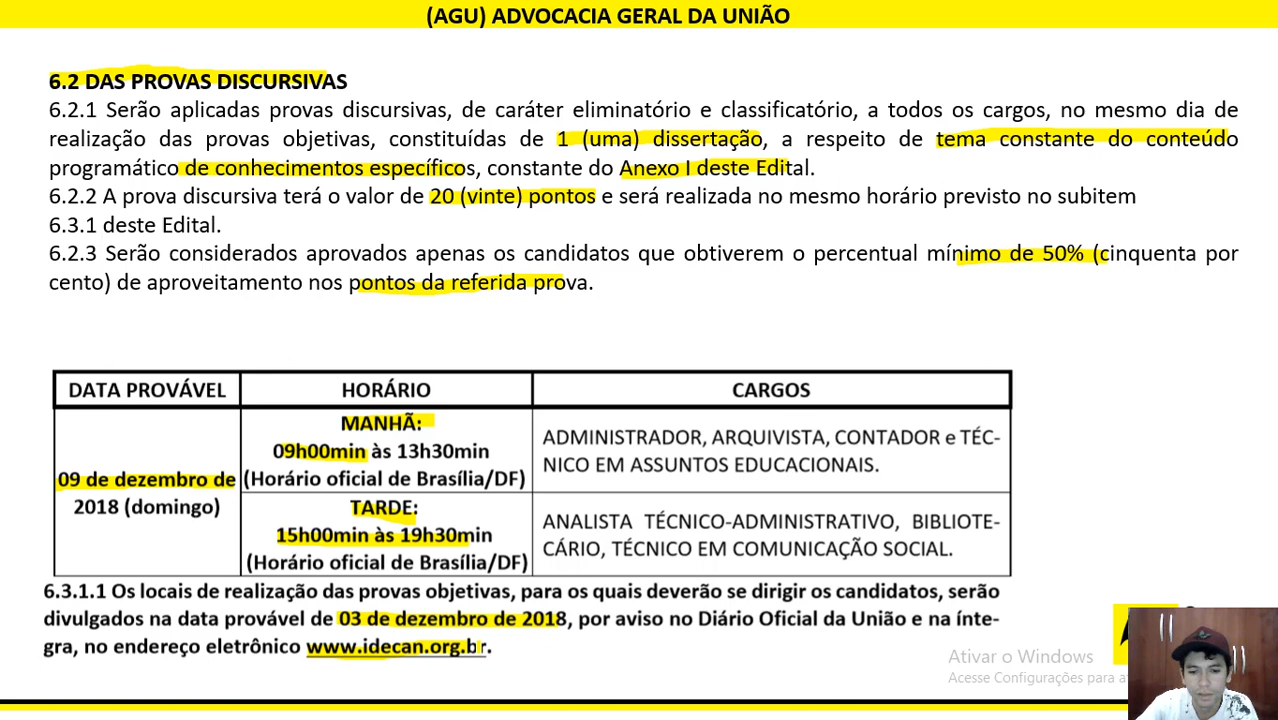 (AGU) ADVOCACIA GERAL DA UNIÃO
6.2 DAS PROVAS DISCURSIVAS
6.2.1 Serão aplicadas provas discursivas, de caráter eliminatório e classificatório, a todos os cargos, no mesmo dia de
realização das provas objetivas, constituídas de 1 (uma) dissertação, a respeito de tema constante do conteúdo
programático de conhecimentos específicos, constante do Anexo I deste Edital.
6.2.2 A prova discursiva terá o valor de 20 (vinte) pontos e será realizada no mesmo horário previsto no subitem
6.3.1 deste Edital.
6.2.3 Serão considerados aprovados apenas os candidatos que obtiverem o percentual mínimo de 50% (cinquenta por
cento) de aproveitamento nos pontos da referida prova.
DATA PROVÁVEL HORÁRIO CARGOS
09 de dezembro de
2018 (domingo)
MANHÃ:
09h00min às 13h30min
(Horário oficial de Brasília/DF)
ADMINISTRADOR, ARQUIVISTA, CONTADOR e TÉC-
NICO EM ASSUNTOS EDUCACIONAIS.
TARDE:
15h00min às 19h30min
(Horário oficial de Brasília/DF)
ANALISTA TÉCNICO-ADMINISTRATIVO, BIBLIOTE-
CÁRIO, TÉCNICO EM COMUNICAÇÃO SOCIAL.
6.3.1.1 Os locais de realização das provas objetivas, para os quais deverão se dirigir os candidatos, serão
divulgados na data provável de 03 de dezembro de 2018, por aviso no Diário Oficial da União e na ínte-
gra, no endereço eletrônico www.idecan.org.br.
Ativar o Windows
Acesse Configurações para